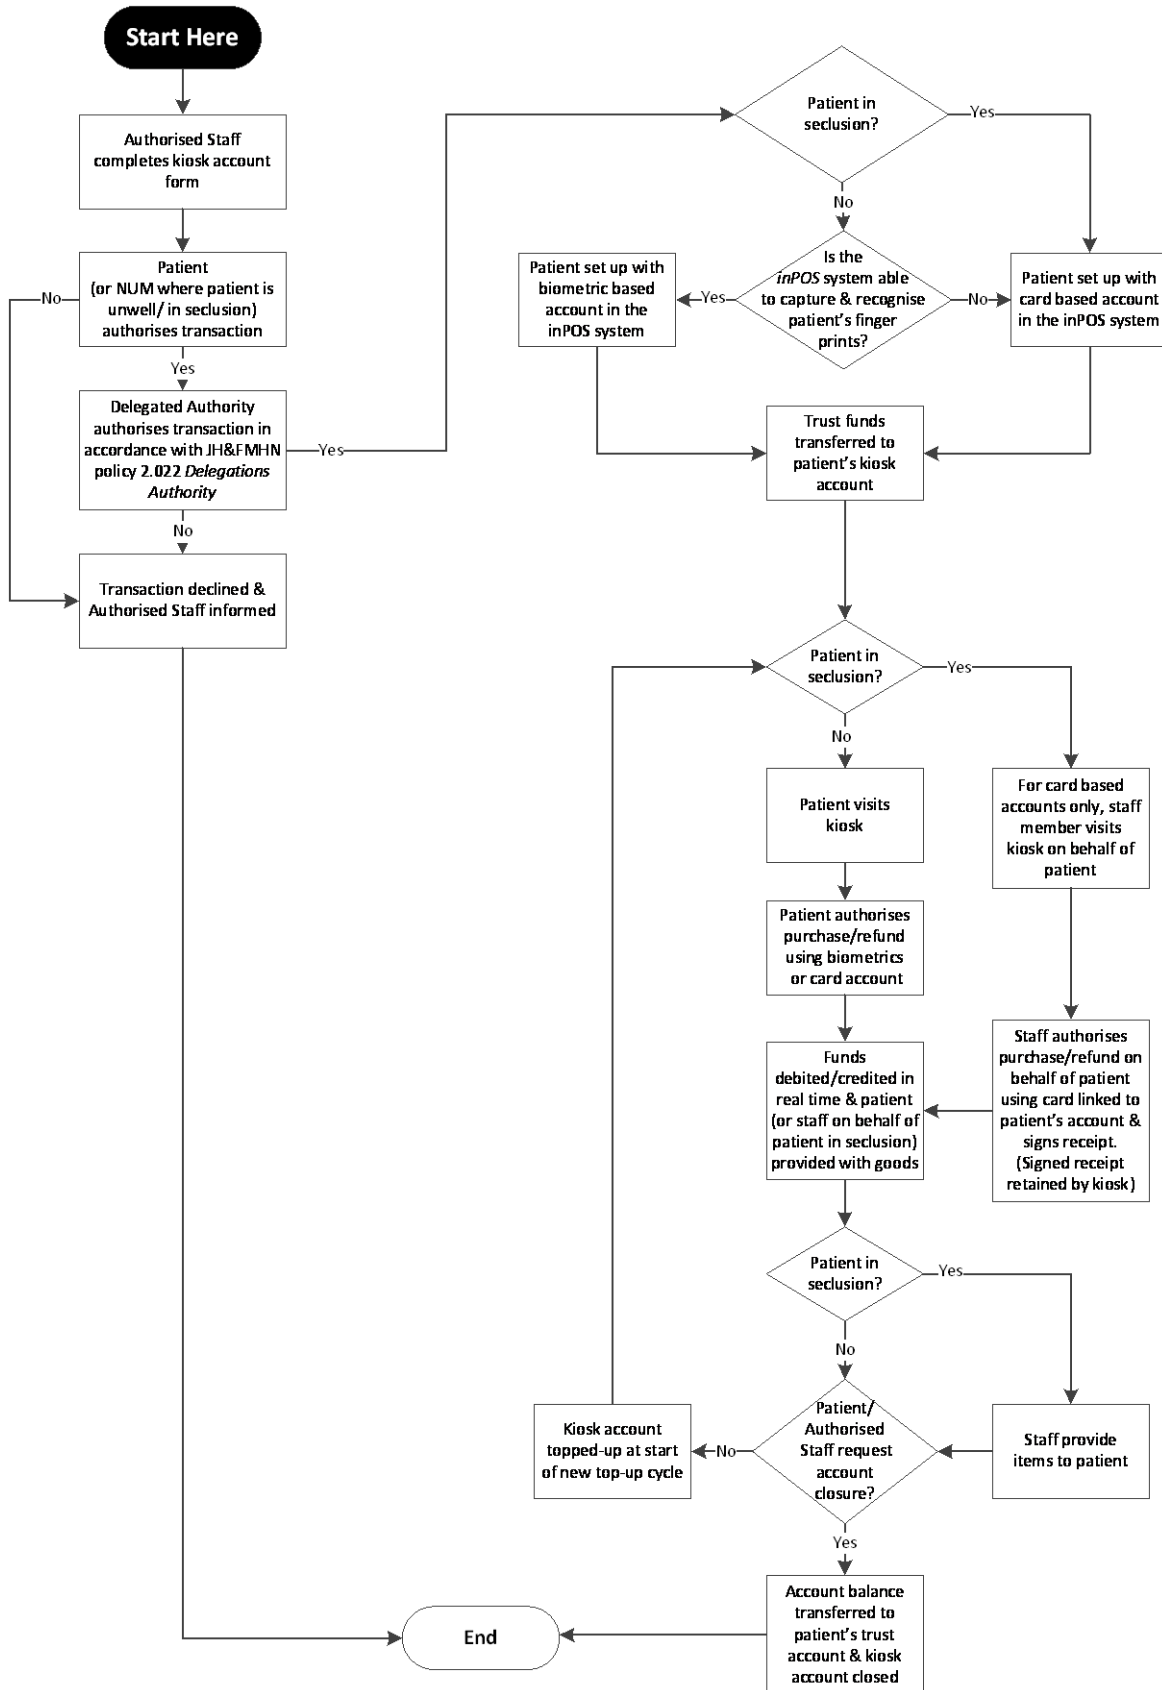 Start Here
Authorised Staff
completes kiosk account
form
Patient
(or NUM where patient is
unwell/ in seclusion)
authorises transaction
No
Yes
Delegated Authority
authorises transaction in
accordance with JH&FMHN
policy 2.022 Delegations
Authority
Yes
No
Transaction declined &
Authorised Staff informed
Patient in
seclusion?
Yes
No
Is the
inPOS system able
to capture & recognise
patient's finger
prints?
Yes
No
Patient set up with
biometric based
account in the
inPOS system
Patient set up with
card based account
in the inPOS system
Trust funds
transferred to
patient's kiosk
account
Patient in
seclusion?
Yes
No
Patient visits
kiosk
For card based
accounts only, staff
member visits
kiosk on behalf of
patient
Patient authorises
purchase/refund
using biometrics
or card account
Funds
debited/credited in
real time & patient
(or staff on behalf of
patient in seclusion)
provided with goods
Staff authorises
purchase/refund on
behalf of patient
using card linked to
patient's account &
signs receipt.
(Signed receipt
retained by kiosk)
Patient in
seclusion?
Yes
No
Patient/
Authorised
Staff request
account
closure?
Staff provide
items to patient
No
Kiosk account
topped-up at start
of new top-up cycle
Yes
Account balance
transferred to
patient's trust
account & kiosk
account closed
End